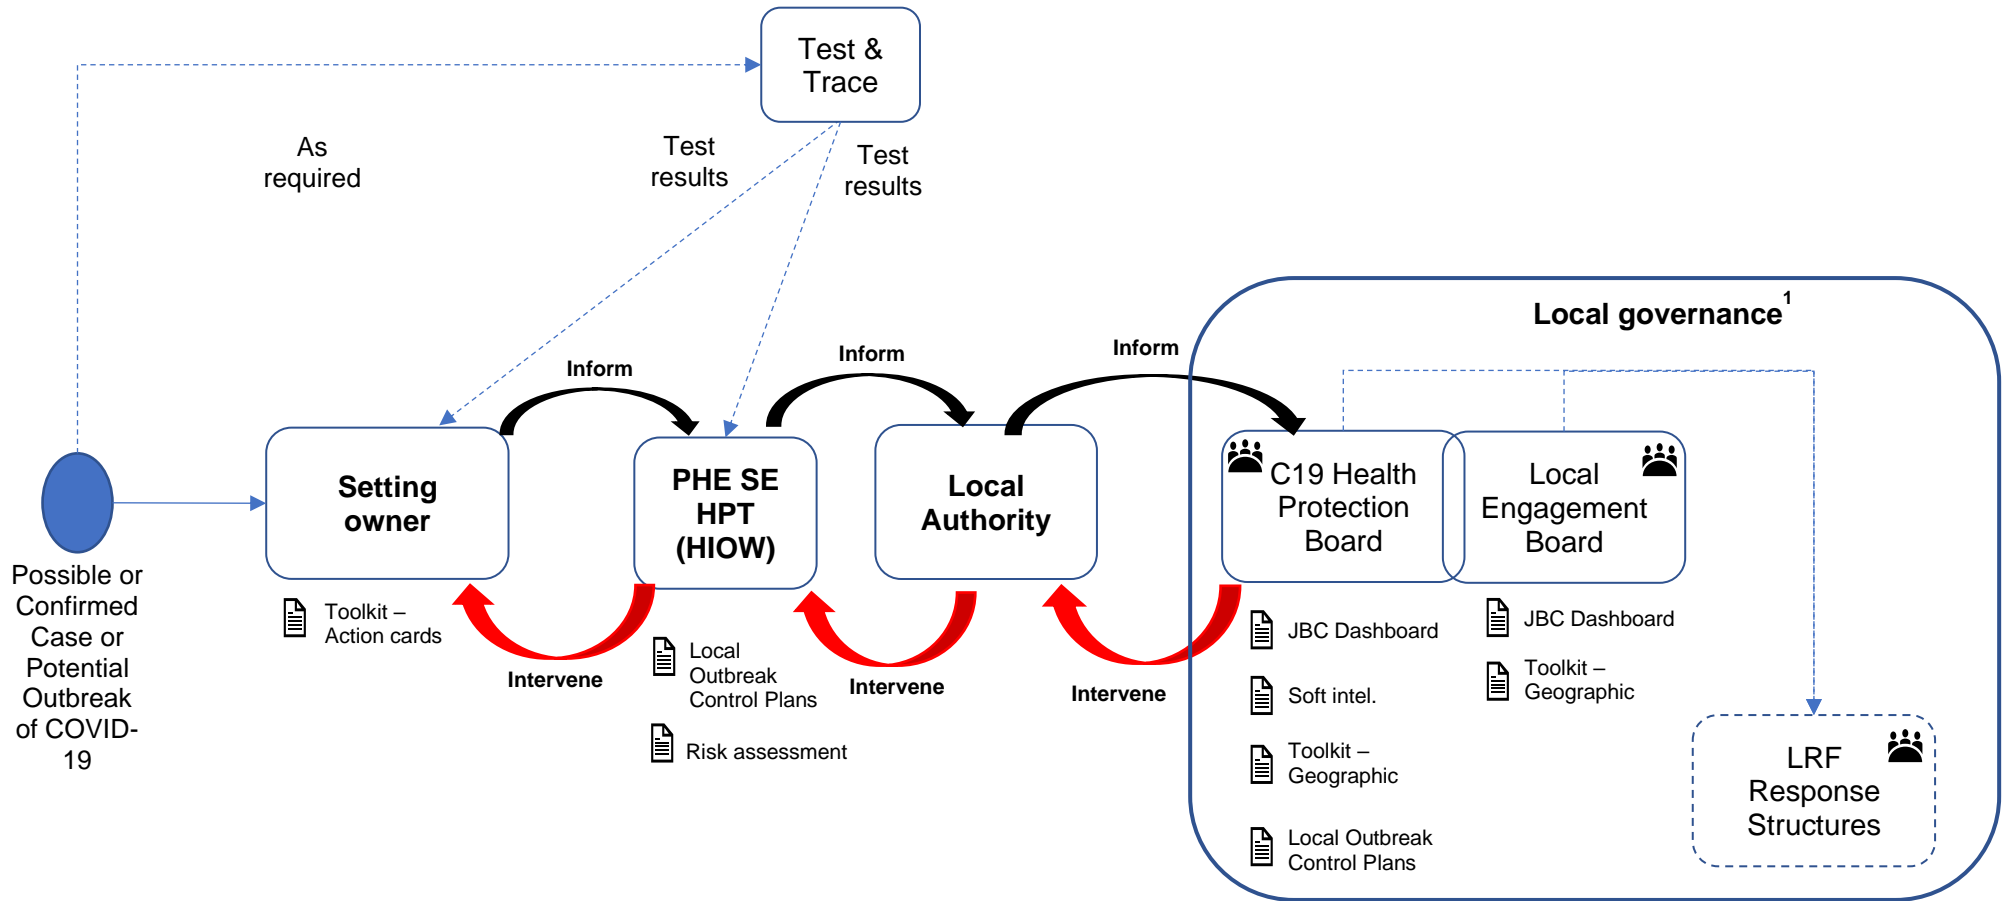 Test &
Trace
As
required
Test
results
Test
results
Local governance1
Inform
Inform
Inform
Setting
owner
PHE SE
HPT
(HIOW)
Local
Authority
C19 Health
Protection
Board
Local
Engagement
Board
Possible or
Confirmed
Case or
Potential
Outbreak
of COVID-
19
Toolkit –
Action cards
Intervene
Local
Outbreak
Control Plans
Risk assessment
Intervene
Intervene
JBC Dashboard
Soft intel.
Toolkit –
Geographic
Local Outbreak
Control Plans
JBC Dashboard
Toolkit –
Geographic
LRF
Response
Structures